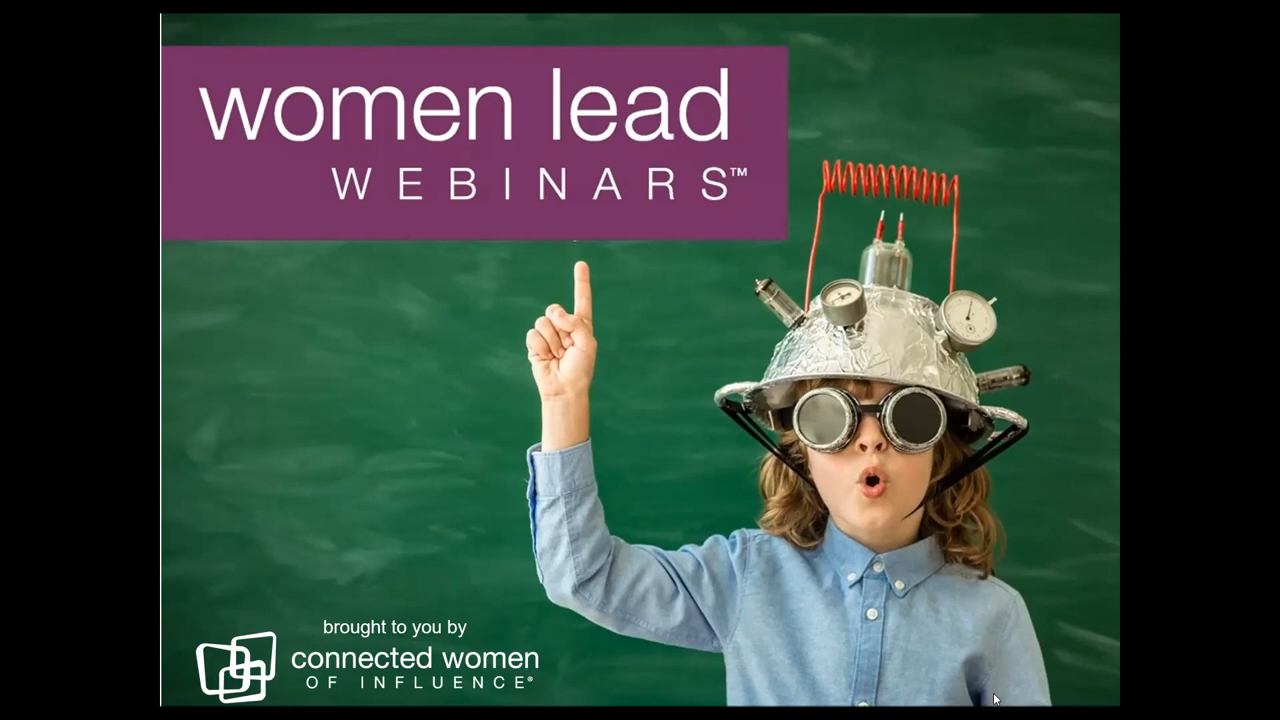 women lead
WEBINARS™
brought to you by
connected women
OF INFLUENCE®